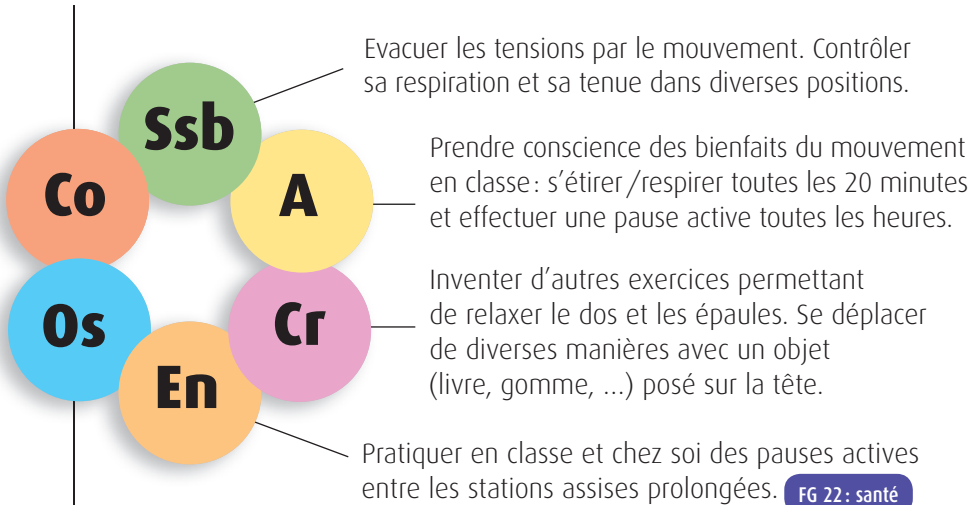 Ssb
Evacuer les tensions par le mouvement. Contrôler
sa respiration et sa tenue dans diverses positions.
Co
A
Prendre conscience des bienfaits du mouvement
en classe : s’étirer / respirer toutes les 20 minutes
et effectuer une pause active toutes les heures.
Os
Cr
Inventer d’autres exercices permettant
de relaxer le dos et les épaules. Se déplacer
de diverses manières avec un objet
(livre, gomme, ...) posé sur la tête.
En
Pratiquer en classe et chez soi des pauses actives
entre les stations assises prolongées. FG 22 : santé